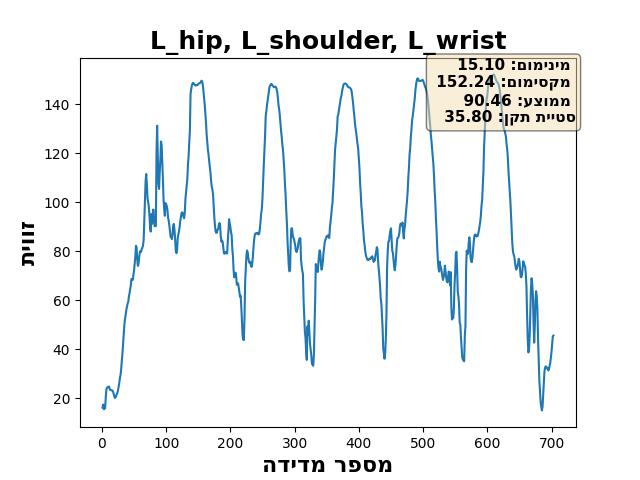 L_hip, L_shoulder, L_wrist
מינימום: 15.10
מקסימום: 152.24
ממוצע: 90.46
סטיית תקן: 35.80
זווית
140
120
100
80
60
40
20
0 100 200 300 400 500 600 700
מספר מדידה